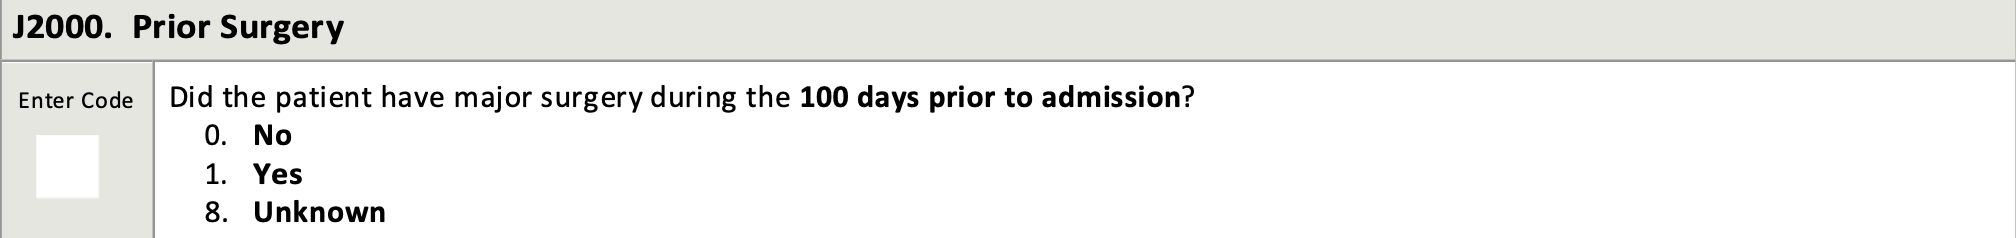 J2000. Prior Surgery
Enter Code
Did the patient have major surgery during the 100 days prior to admission?
0. No
1. Yes
8. Unknown